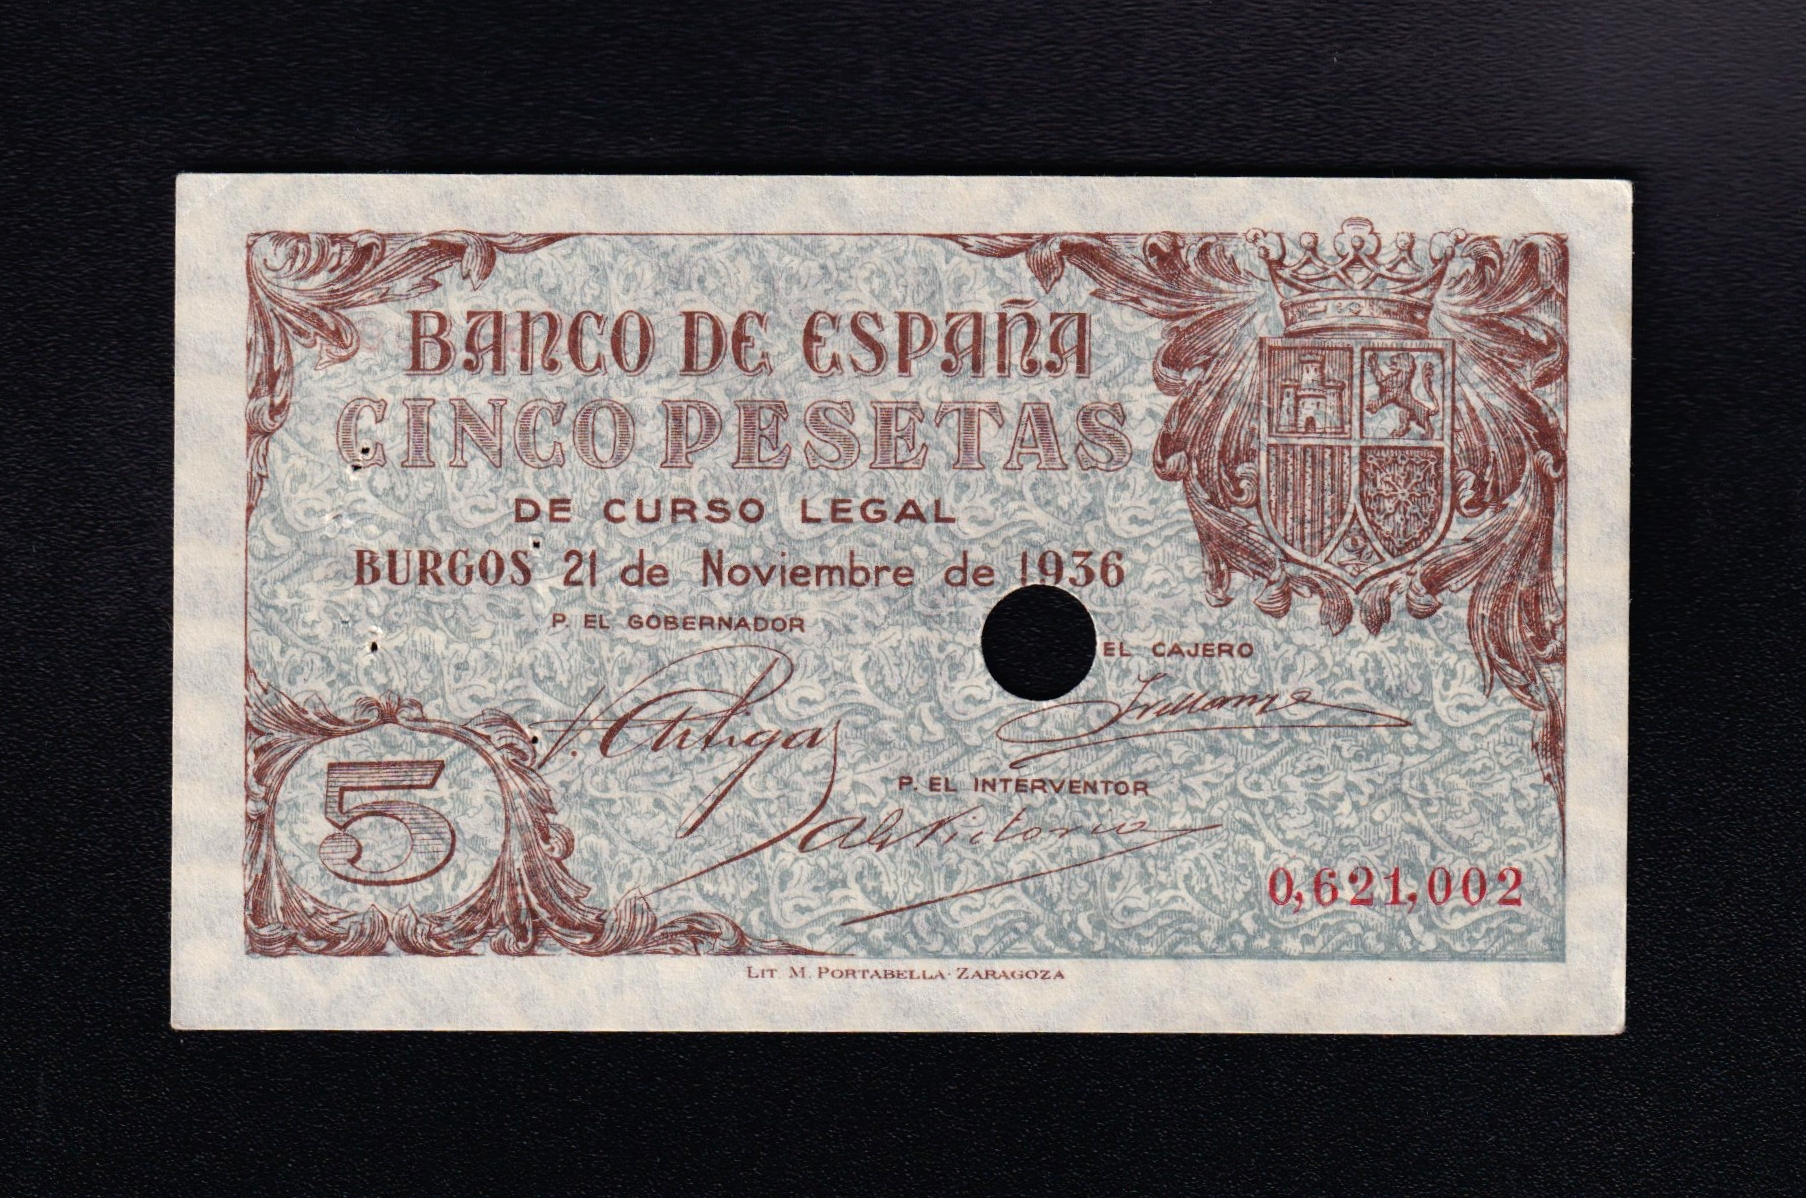 BANCO DE ESPAÑA
CINCO PESETAS
DE CURSO LEGAL
BURGOS 21 de Noviembre de 1936
P. EL GOBERNADOR
EL CAJERO
P. EL INTERVENTOR
5
0,621,002
LIT. M. PORTABELLA · ZARAGOZA